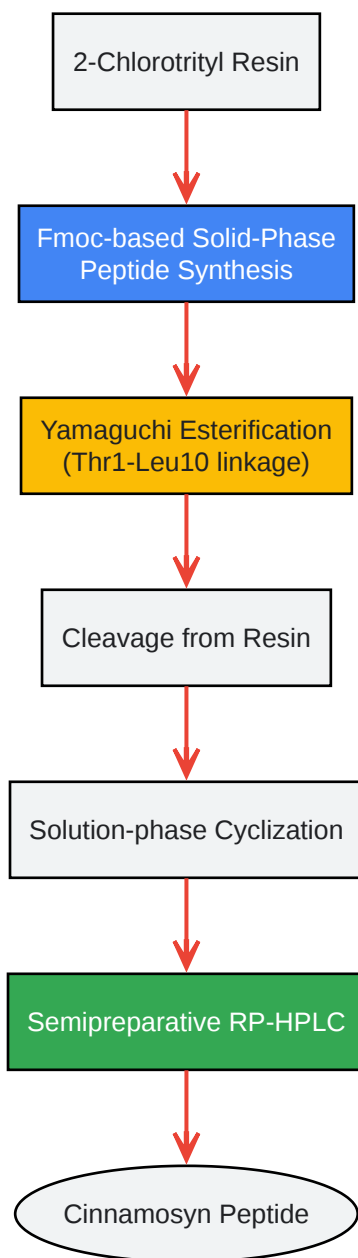 2-Chlorotrityl Resin
Fmoc-based Solid-Phase
Peptide Synthesis
Yamaguchi Esterification
(Thr1-Leu10 linkage)
Cleavage from Resin
Solution-phase Cyclization
Semipreparative RP-HPLC
Cinnamosyn Peptide